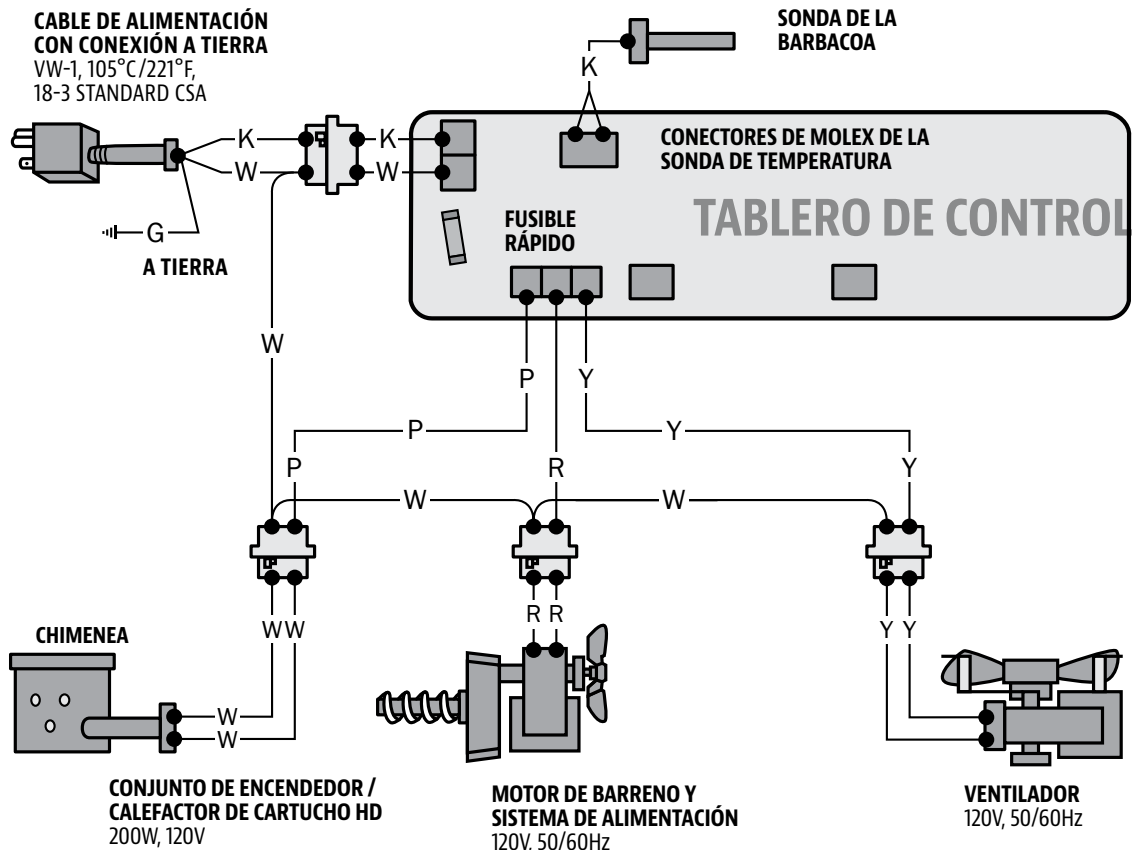 CABLE DE ALIMENTACIÓN
CON CONEXIÓN A TIERRA
VW-1, 105°C/221°F,
18-3 STANDARD CSA
SONDA DE LA
BARBACOA
K
K
K
W
W
G
A TIERRA
CONECTORES DE MOLEX DE LA
SONDA DE TEMPERATURA
TABLERO DE CONTROL
FUSIBLE
RÁPIDO
W
P
Y
P
Y
P
R
Y
W
W
W W
R R
Y Y
CHIMENEA
W
W
CONJUNTO DE ENCENDEDOR /
CALEFACTOR DE CARTUCHO HD
200W, 120V
MOTOR DE BARRENO Y
SISTEMA DE ALIMENTACIÓN
120V, 50/60Hz
VENTILADOR
120V, 50/60Hz